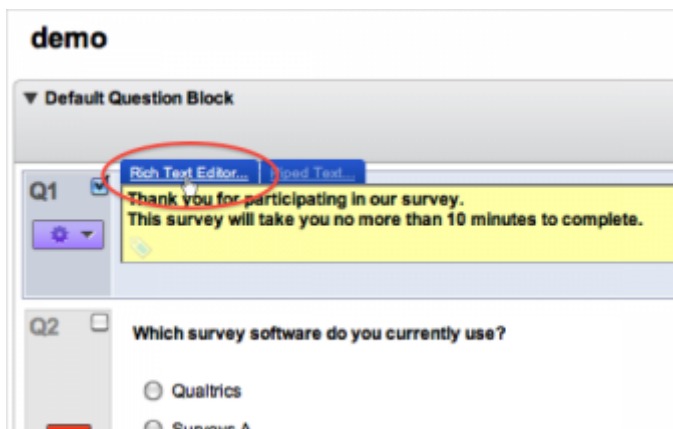 demo
Default Question Block
Rich Text Editor... Piped Text...
Q1
Thank you for participating in our survey.
This survey will take you no more than 10 minutes to complete.
Q2
Which survey software do you currently use?
Qualtrics
Surveys A